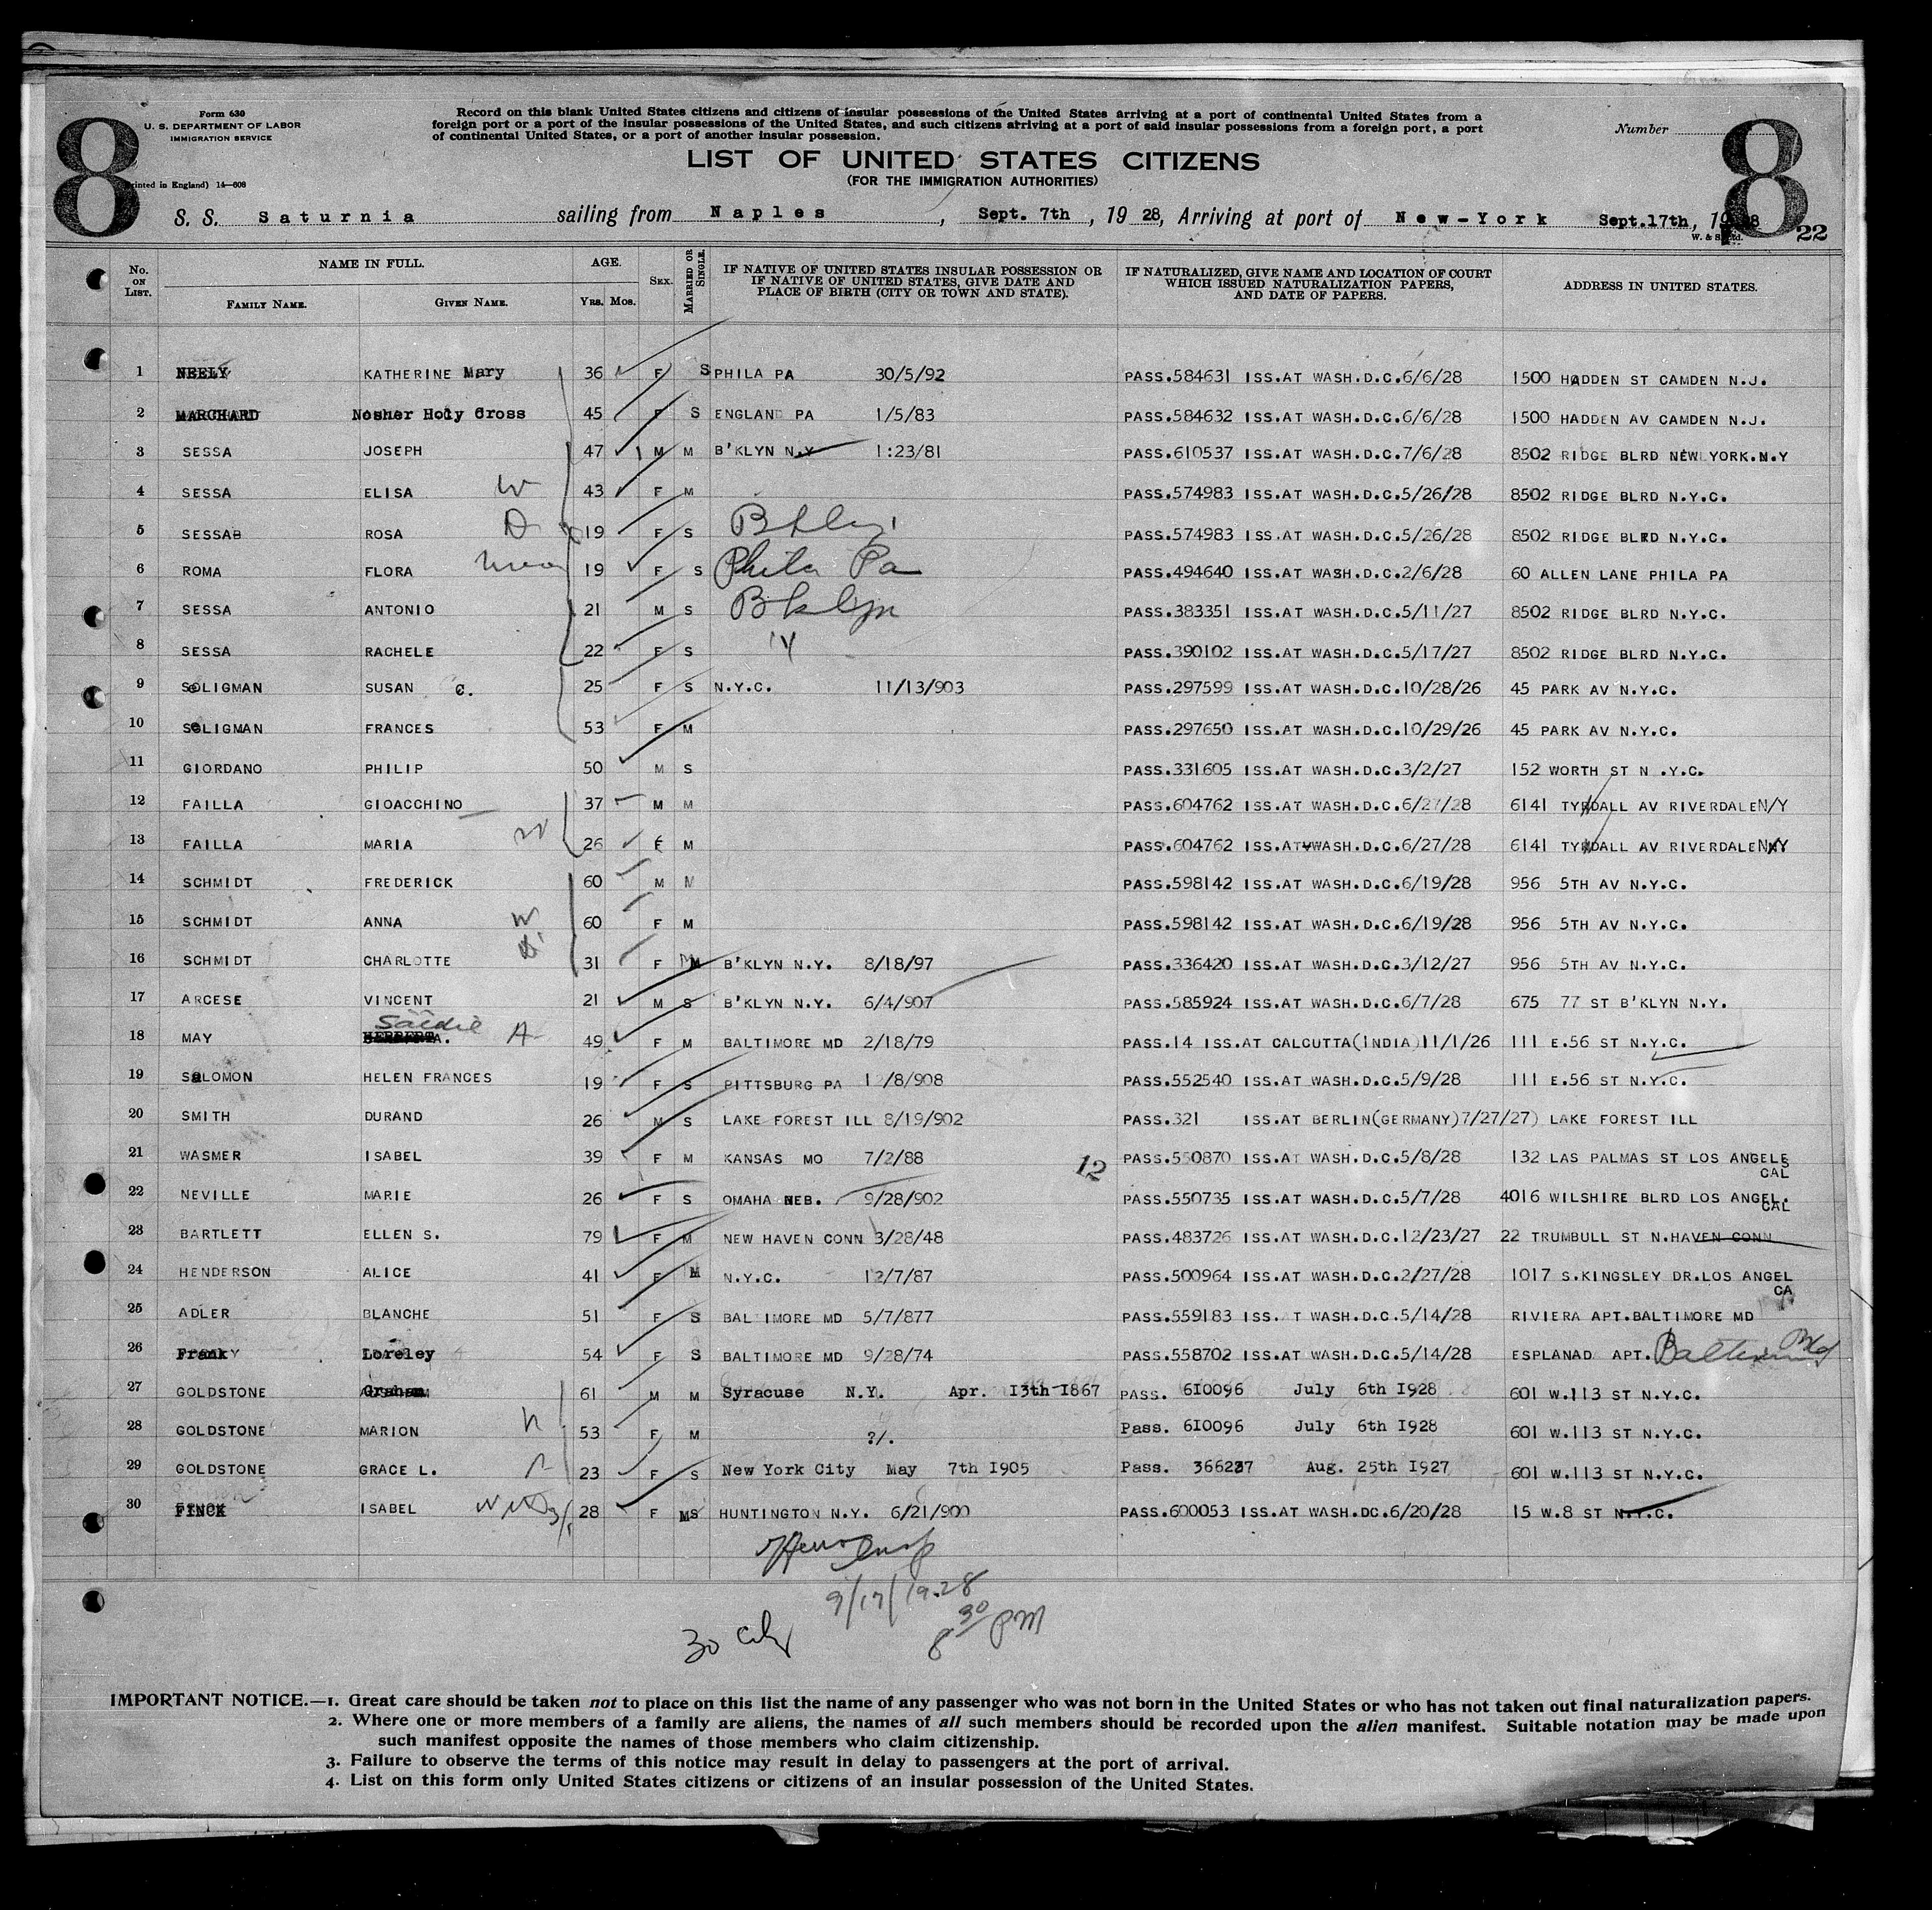 8
Form 630
U. S. DEPARTMENT OF LABOR
IMMIGRATION SERVICE
Printed in England) 14—608
Record on this blank United States citizens and citizens of insular possessions of the United States arriving at a port of continental United States from a
foreign port or a port of the insular possessions of the United States, and such citizens arriving at a port of said insular possessions from a foreign port, a port
of continental United States, or a port of another insular possession.
Number
8
LIST OF UNITED STATES CITIZENS
(FOR THE IMMIGRATION AUTHORITIES)
S. S. Saturnia sailing from Naples, Sept. 7th, 19 28, Arriving at port of New-York Sept.17th, 1928
W. & S. Ltd. 22
No. ON LIST. NAME IN FULL. FAMILY NAME. GIVEN NAME. AGE. YRS. MOS. SEX. MARRIED OR SINGLE. IF NATIVE OF UNITED STATES INSULAR POSSESSION OR IF NATIVE OF UNITED STATES, GIVE DATE AND PLACE OF BIRTH (CITY OR TOWN AND STATE). IF NATURALIZED, GIVE NAME AND LOCATION OF COURT WHICH ISSUED NATURALIZATION PAPERS, AND DATE OF PAPERS. ADDRESS IN UNITED STATES.
1 NEELY KATHERINE Mary 36 F S PHILA PA 30/5/92 PASS.584631 ISS.AT WASH.D.C.6/6/28 1500 HADDEN ST CAMDEN N.J.
2 MARCHARD Nosher Holy Cross 45 F S ENGLAND PA 1/5/83 PASS.584632 ISS.AT WASH.D.C.6/6/28 1500 HADDEN AV CAMDEN N.J.
3 SESSA JOSEPH 47 M M B'KLYN N.Y 1:23/81 PASS.610537 ISS.AT WASH.D.C.7/6/28 8502 RIDGE BLRD NEW YORK.N.Y
4 SESSA ELISA W 43 F M PASS.574983 ISS.AT WASH.D.C.5/26/28 8502 RIDGE BLRD N.Y.C.
5 SESSAB ROSA D 19 F S PASS.574983 ISS.AT WASH.D.C.5/26/28 8502 RIDGE BLRD N.Y.C.
6 ROMA FLORA 19 F S Phila Pa PASS.494640 ISS.AT WASH.D.C.2/6/28 60 ALLEN LANE PHILA PA
7 SESSA ANTONIO 21 M S Bklyn PASS.383351 ISS.AT WASH.D.C.5/11/27 8502 RIDGE BLRD N.Y.C.
8 SESSA RACHELE 22 F S PASS.390102 ISS.AT WASH.D.C.5/17/27 8502 RIDGE BLRD N.Y.C.
9 SeLIGMAN SUSAN C. 25 F S N.Y.C. 11/13/903 PASS.297599 ISS.AT WASH.D.C.10/28/26 45 PARK AV N.Y.C.
10 SeLIGMAN FRANCES 53 F M PASS.297650 ISS.AT WASH.D.C.10/29/26 45 PARK AV N.Y.C.
11 GIORDANO PHILIP 50 M S PASS.331605 ISS.AT WASH.D.C.3/2/27 152 WORTH ST N .Y.C.
12 FAILLA GIOACCHINO 37 M M PASS.604762 ISS.AT WASH.D.C.6/27/28 6141 TYNDALL AV RIVERDALEN/Y
13 FAILLA MARIA W 26 F M PASS.604762 ISS.AT WASH.D.C.6/27/28 6141 TYNDALL AV RIVERDALENY
14 SCHMIDT FREDERICK 60 M M PASS.598142 ISS.AT WASH.D.C.6/19/28 956 5TH AV N.Y.C.
15 SCHMIDT ANNA W 60 F M PASS.598142 ISS.AT WASH.D.C.6/19/28 956 5TH AV N.Y.C.
16 SCHMIDT CHARLOTTE D 31 F M B'KLYN N.Y. 8/18/97 PASS.336420 ISS.AT WASH.D.C.3/12/27 956 5TH AV N.Y.C.
17 ARCESE VINCENT 21 M S B'KLYN N.Y. 6/4/907 PASS.585924 ISS.AT WASH.D.C.6/7/28 675 77 ST B'KLYN N.Y.
18 MAY Saidie A. A 49 F M BALTIMORE MD 2/18/79 PASS.14 ISS.AT CALCUTTA(INDIA)11/1/26 111 E.56 ST N.Y.C.
19 SaLOMON HELEN FRANCES 19 F S PITTSBURG PA 12/8/908 PASS.552540 ISS.AT WASH.D.C.5/9/28 111 E.56 ST N.Y.C.
20 SMITH DURAND 26 M S LAKE FOREST ILL 8/19/902 PASS.321 ISS.AT BERLIN(GERMANY)7/27/27) LAKE FOREST ILL
21 WASMER ISABEL 39 F M KANSAS MO 7/2/88 12 PASS.550870 ISS.AT WASH.D.C.5/8/28 132 LAS PALMAS ST LOS ANGELS CAL
22 NEVILLE MARIE 26 F S OMAHA NEB. 9/28/902 PASS.550735 ISS.AT WASH.D.C.5/7/28 4016 WILSHIRE BLRD LOS ANGEL. CAL
23 BARTLETT ELLEN S. 79 F M NEW HAVEN CONN 3/28/48 PASS.483726 ISS.AT WASH.D.C.12/23/27 22 TRUMBULL ST N.HAVEN CONN
24 HENDERSON ALICE 41 F M N.Y.C. 12/7/87 PASS.500964 ISS.AT WASH.D.C.2/27/28 1017 S.KINGSLEY DR.LOS ANGEL CA
25 ADLER BLANCHE 51 F S BALTIMORE MD 5/7/877 PASS.559183 ISS.AT WASH.D.C.5/14/28 RIVIERA APT.BALTIMORE MD
26 Frank Loreley 54 F S BALTIMORE MD 9/28/74 PASS.558702 ISS.AT WASH.D.C.5/14/28 ESPLANAD APT. Md
27 GOLDSTONE Graham 61 M M Syracuse N.Y. Apr. I3th I867 PASS. 6I0096 July 6th I928 601 W.113 ST N.Y.C.
28 GOLDSTONE MARION 53 F M ?/. Pass. 6I0096 July 6th I928 601 W.113 ST N.Y.C.
29 GOLDSTONE GRACE L. 23 F S New York City May 7th I905 Pass. 366237 Aug. 25th I927 601 W.113 ST N.Y.C.
30 FINCK ISABEL 28 F MS HUNTINGTON N.Y. 6/21/900 PASS.600053 ISS.AT WASH.DC.6/20/28 15 W.8 ST N.Y.C.
9/17/1928
30 8 30 PM
IMPORTANT NOTICE.—1. Great care should be taken not to place on this list the name of any passenger who was not born in the United States or who has not taken out final naturalization papers.
2. Where one or more members of a family are aliens, the names of all such members should be recorded upon the alien manifest. Suitable notation may be made upon
such manifest opposite the names of those members who claim citizenship.
3. Failure to observe the terms of this notice may result in delay to passengers at the port of arrival.
4. List on this form only United States citizens or citizens of an insular possession of the United States.